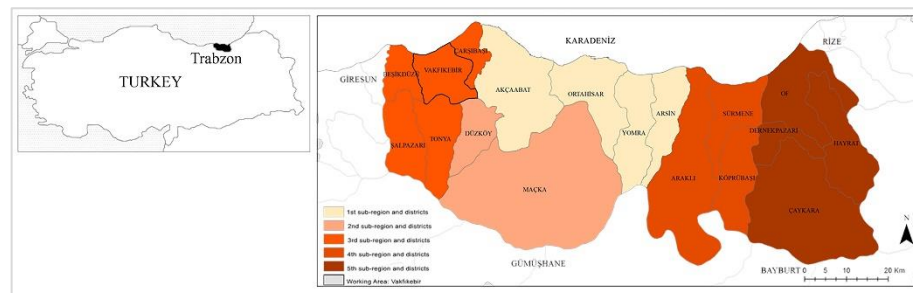 Trabzon
TURKEY
KARADENİZ
RİZE
GİRESUN
ÇARŞIBAŞI
BEŞİKDÜZÜ
VAKFIKEBİR
AKÇAABAT
ORTAHİSAR
ARSİN
YOMRA
OF
SÜRMENE
DERNEKPAZARI
HAYRAT
ŞALPAZARI
TONYA
DÜZKÖY
MAÇKA
ARAKLI
KÖPRÜBAŞI
ÇAYKARA
GÜMÜŞHANE
BAYBURT
N
1st sub-region and districts
2nd sub-region and districts
3rd sub-region and districts
4th sub-region and districts
5th sub-region and districts
Working Area: Vakfıkebir
0 5 10 20 Km